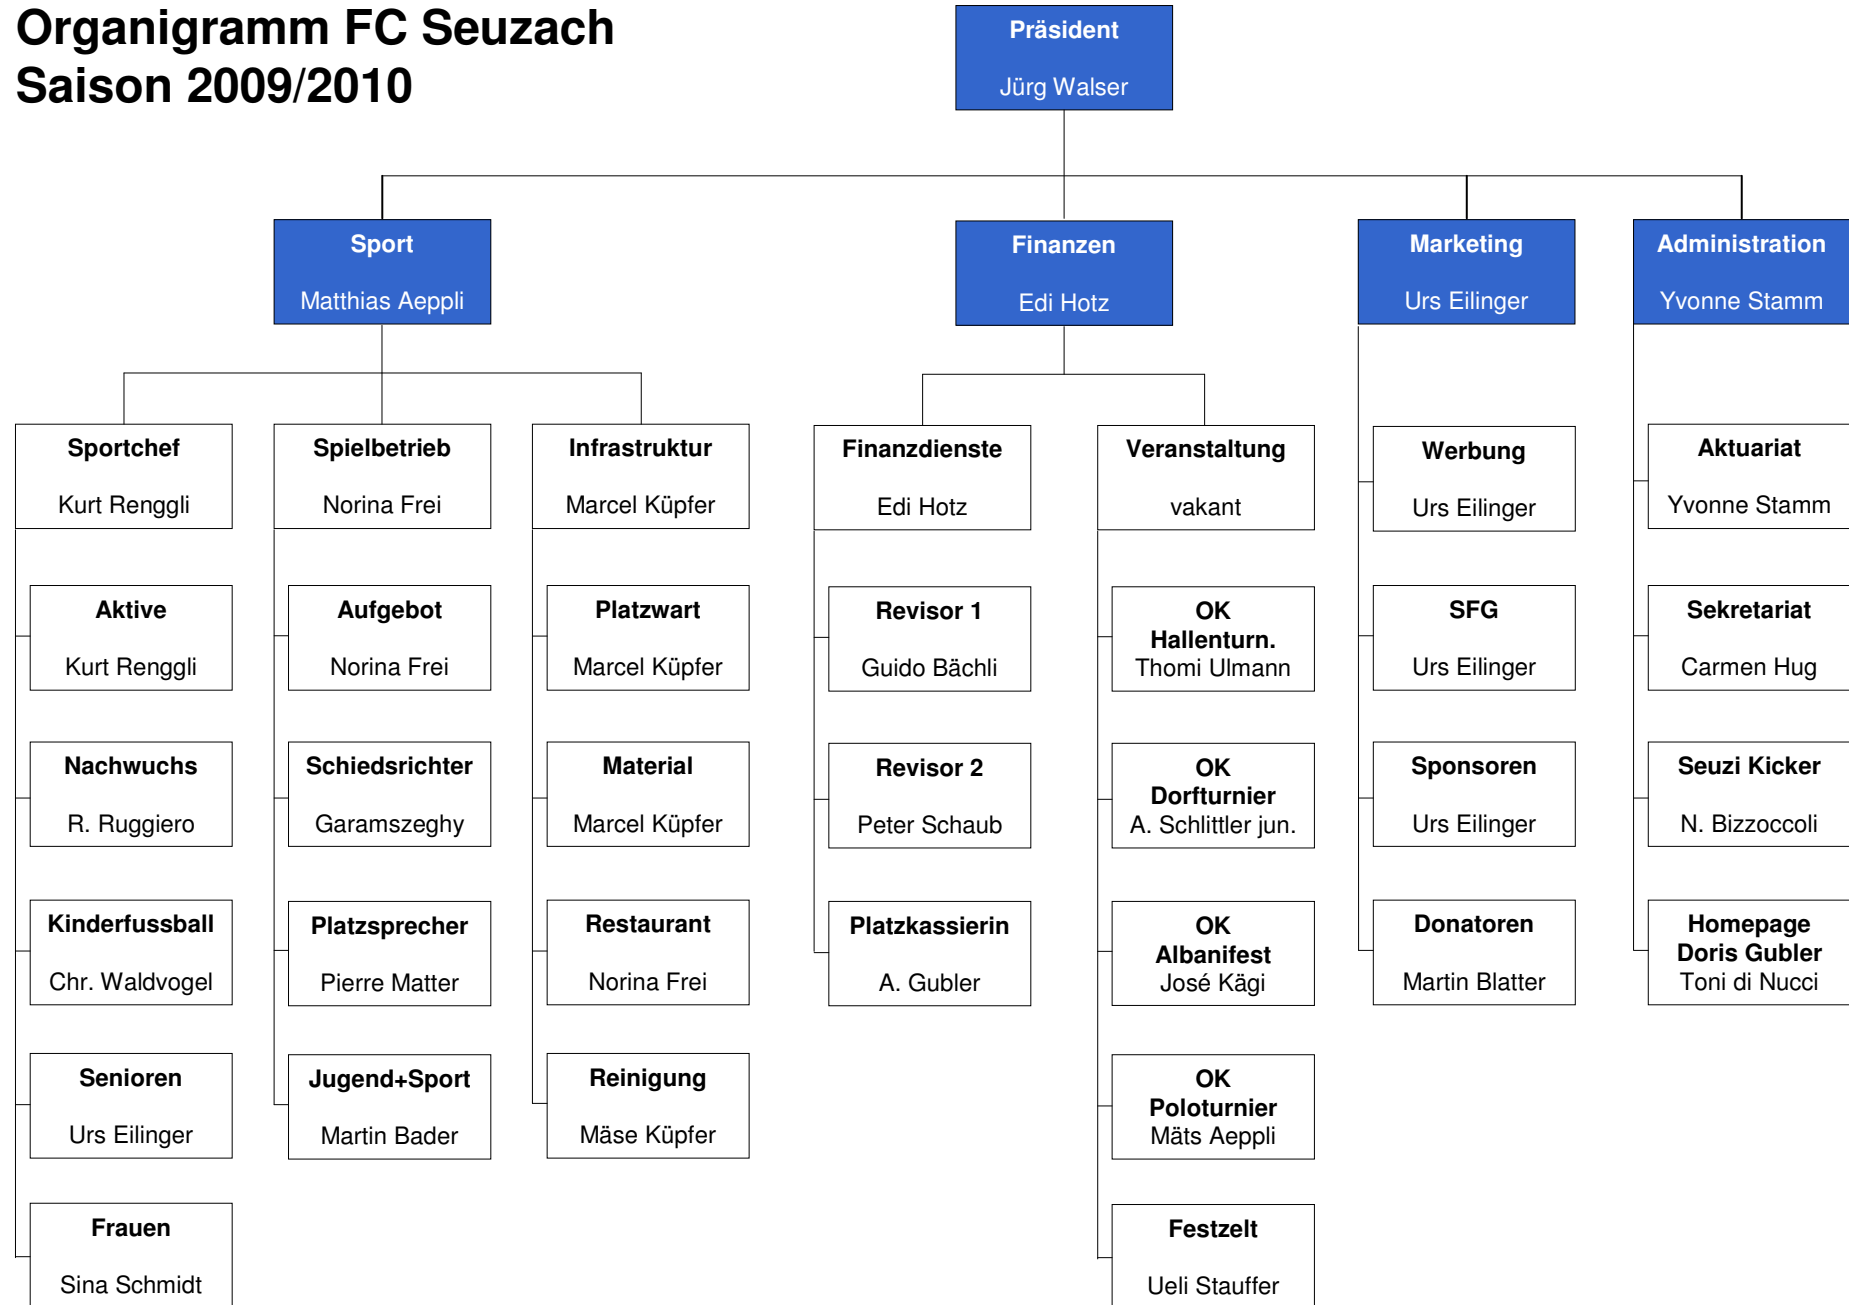 Organigramm FC Seuzach
Saison 2009/2010
Präsident
Jürg Walser
Sport
Matthias Aeppli
Finanzen
Edi Hotz
Marketing
Urs Eilinger
Administration
Yvonne Stamm
Sportchef
Kurt Renggli
Spielbetrieb
Norina Frei
Infrastruktur
Marcel Küpfer
Finanzdienste
Edi Hotz
Veranstaltung
vakant
Werbung
Urs Eilinger
Aktuariat
Yvonne Stamm
Aktive
Kurt Renggli
Aufgebot
Norina Frei
Platzwart
Marcel Küpfer
Revisor 1
Guido Bächli
OK
Hallenturn.
Thomi Ulmann
SFG
Urs Eilinger
Sekretariat
Carmen Hug
Nachwuchs
R. Ruggiero
Schiedsrichter
Garamszeghy
Material
Marcel Küpfer
Revisor 2
Peter Schaub
OK
Dorfturnier
A. Schlittler jun.
Sponsoren
Urs Eilinger
Seuzi Kicker
N. Bizzoccoli
Kinderfussball
Chr. Waldvogel
Platzsprecher
Pierre Matter
Restaurant
Norina Frei
Platzkassierin
A. Gubler
OK
Albanifest
José Kägi
Donatoren
Martin Blatter
Homepage
Doris Gubler
Toni di Nucci
Senioren
Urs Eilinger
Jugend+Sport
Martin Bader
Reinigung
Mäse Küpfer
OK
Poloturnier
Mäts Aeppli
Frauen
Sina Schmidt
Festzelt
Ueli Stauffer